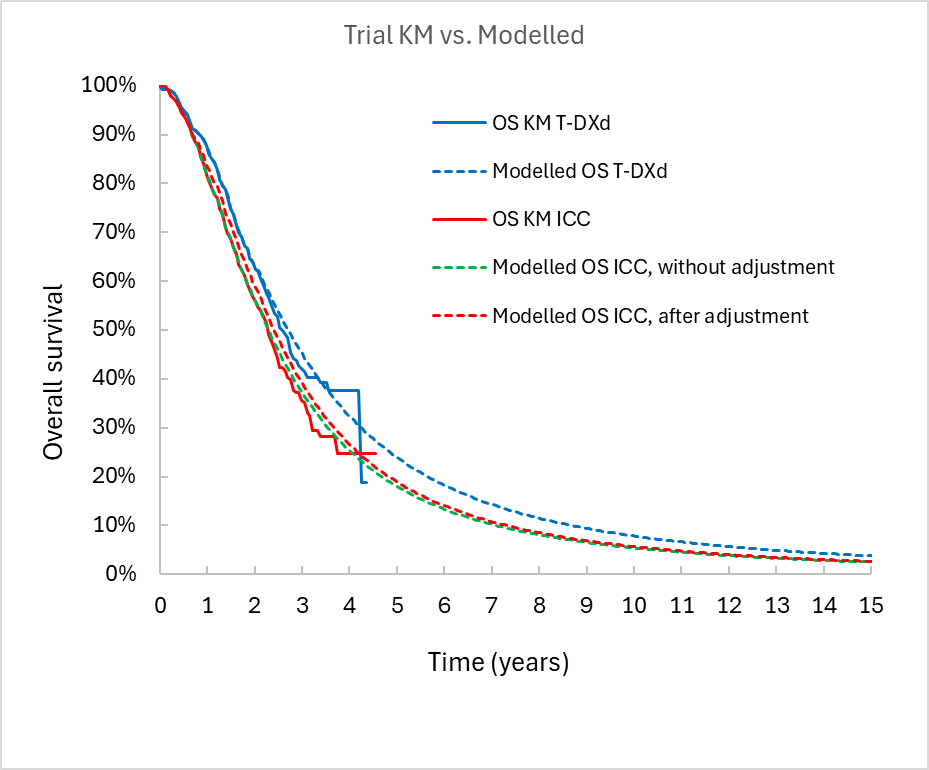 Trial KM vs. Modelled
100%
90%
80%
70%
60%
50%
40%
30%
20%
10%
0%
Overall survival
OS KM T-DXd
Modelled OS T-DXd
OS KM ICC
Modelled OS ICC, without adjustment
Modelled OS ICC, after adjustment
0 1 2 3 4 5 6 7 8 9 10 11 12 13 14 15
Time (years)